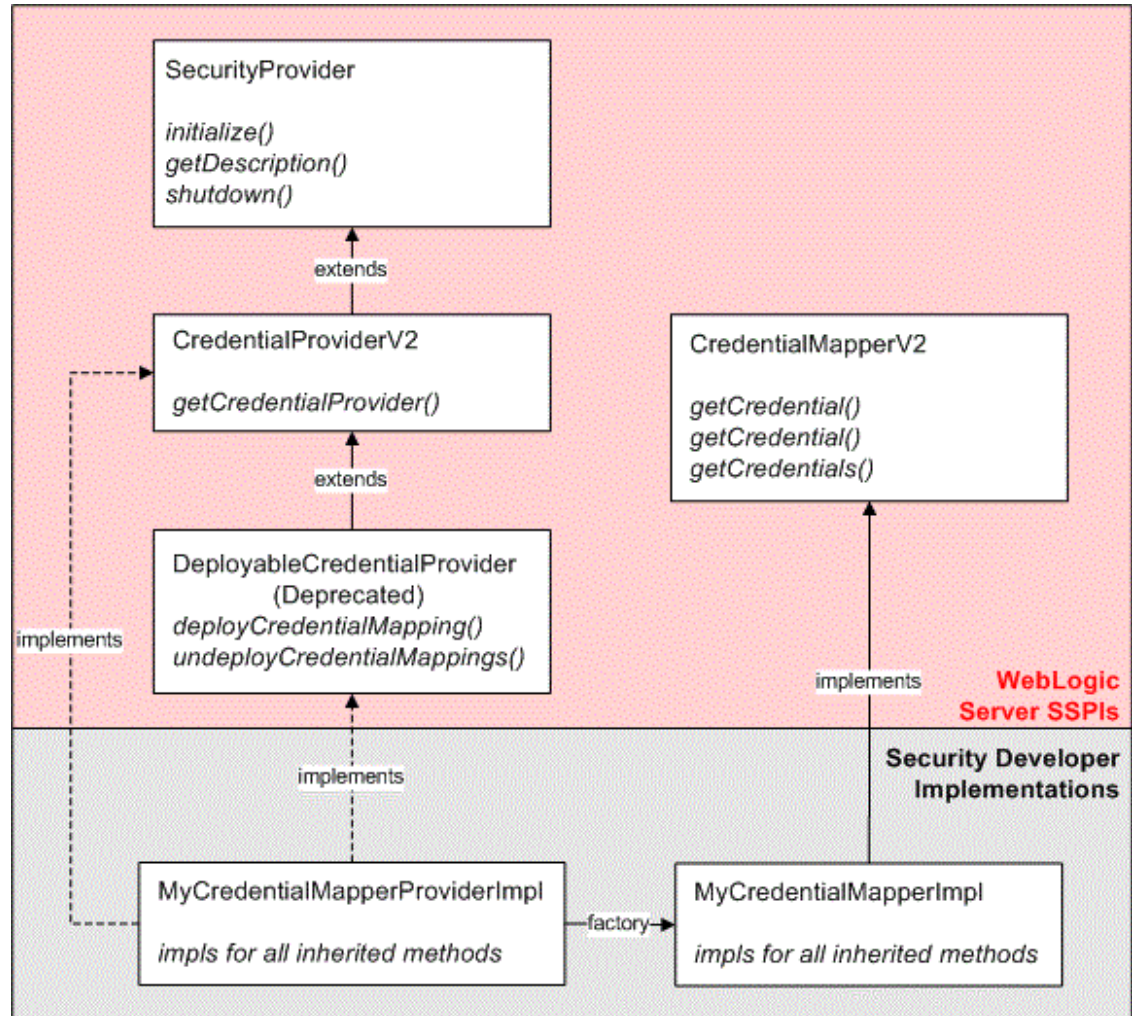 SecurityProvider
initialize()
getDescription()
shutdown()
extends
CredentialProviderV2
getCredentialProvider()
CredentialMapperV2
getCredential()
getCredential()
getCredentials()
extends
DeployableCredentialProvider
(Deprecated)
deployCredentialMapping()
undeployCredentialMappings()
implements
implements
WebLogic
Server SSPIs
Security Developer
Implementations
implements
MyCredentialMapperProviderImpl
impls for all inherited methods
factory
MyCredentialMapperImpl
impls for all inherited methods